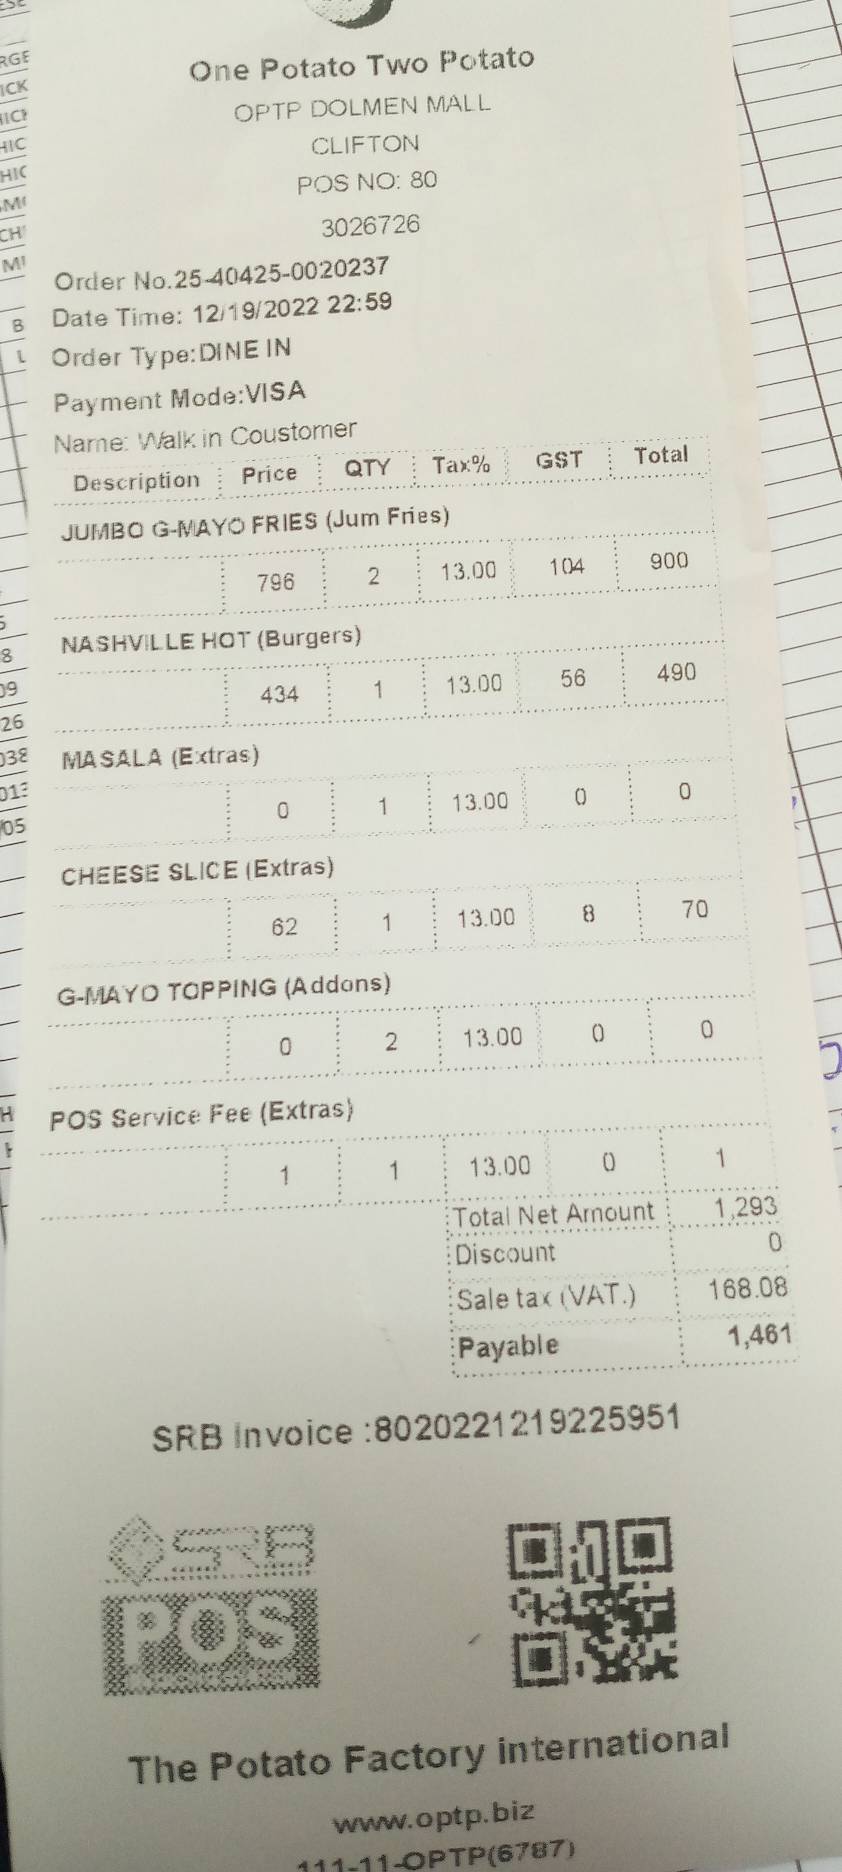 One Potato Two Potato
OPTP DOLMEN MALL
CLIFTON
POS NO: 80
3026726
Order No.25-40425-0020237
Date Time: 12/19/2022 22:59
Order Type:DINE IN
Payment Mode:VISA
Name: Walk in Coustomer
Description Price QTY Tax% GST Total
JUMBO G-MAYO FRIES (Jum Fries)
796 2 13.00 104 900
NASHVILLE HOT (Burgers)
434 1 13.00 56 490
MASALA (Extras)
0 1 13.00 0 0
CHEESE SLICE (Extras)
62 1 13.00 8 70
G-MAYO TOPPING (Addons)
0 2 13.00 0 0
POS Service Fee (Extras)
1 1 13.00 0 1
Total Net Amount 1,293
Discount 0
Sale tax (VAT.) 168.08
Payable 1,461
SRB Invoice :8020221219225951
SRB
POS
The Potato Factory international
www.optp.biz
111-11-OPTP(6787)